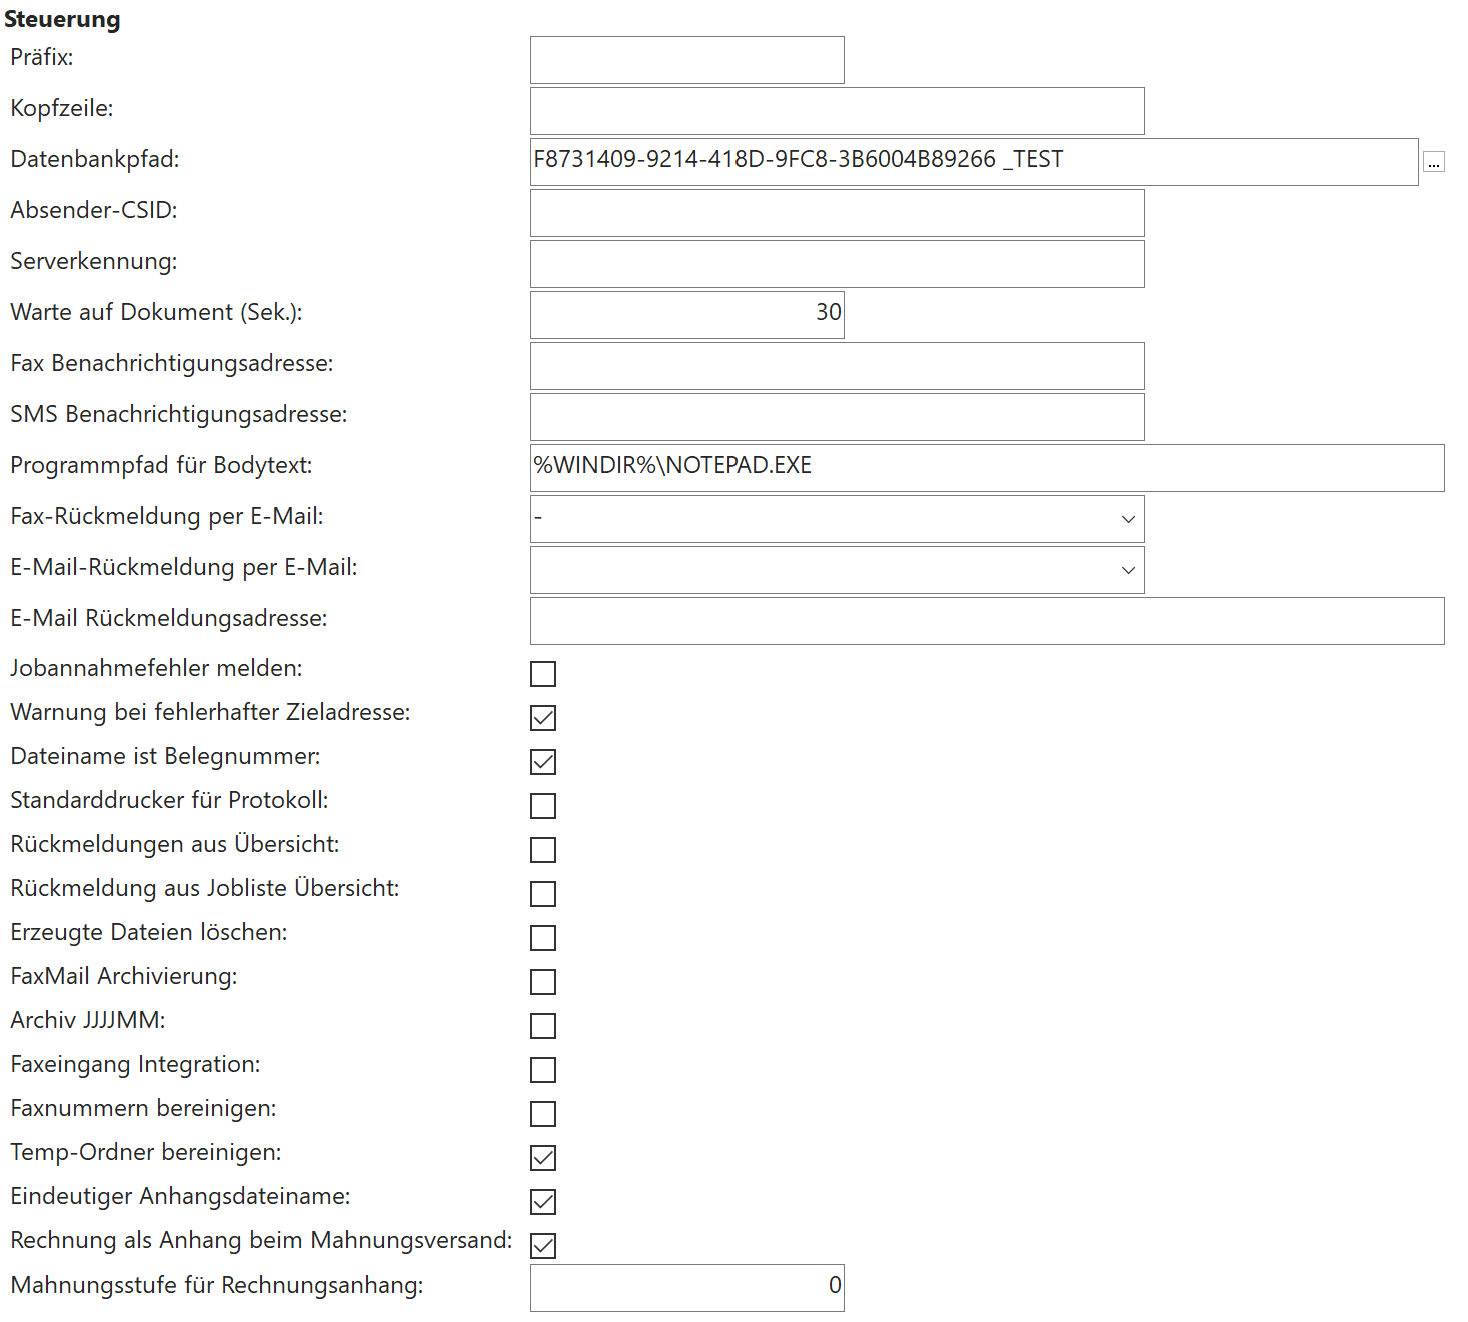 Steuerung
Präfix:
Kopfzeile:
Datenbankpfad: F8731409-9214-418D-9FC8-3B6004B89266 _TEST ...
Absender-CSID:
Serverkennung:
Warte auf Dokument (Sek.): 30
Fax Benachrichtigungsadresse:
SMS Benachrichtigungsadresse:
Programmpfad für Bodytext: %WINDIR%\NOTEPAD.EXE
Fax-Rückmeldung per E-Mail: -
E-Mail-Rückmeldung per E-Mail:
E-Mail Rückmeldungsadresse:
Jobannahmefehler melden:
Warnung bei fehlerhafter Zieladresse:
Dateiname ist Belegnummer:
Standarddrucker für Protokoll:
Rückmeldungen aus Übersicht:
Rückmeldung aus Jobliste Übersicht:
Erzeugte Dateien löschen:
FaxMail Archivierung:
Archiv JJJJMM:
Faxeingang Integration:
Faxnummern bereinigen:
Temp-Ordner bereinigen:
Eindeutiger Anhangsdateiname:
Rechnung als Anhang beim Mahnungsversand:
Mahnungsstufe für Rechnungsanhang: 0